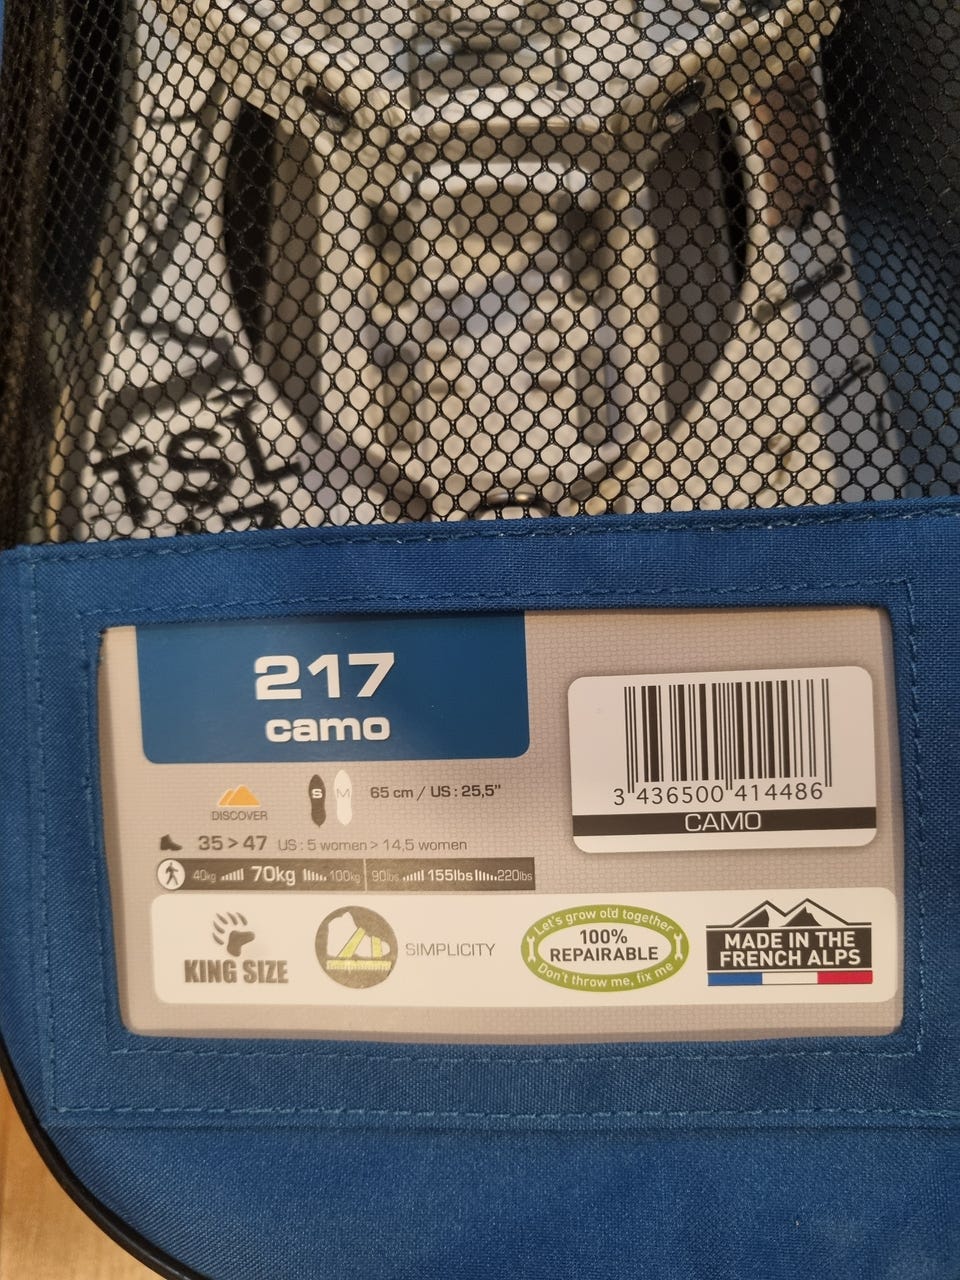 TSL
217
camo
DISCOVER
S
M
65 cm / US : 25,5"
35 > 47 US : 5 women > 14,5 women
40kg 70kg 100kg 90lbs 155lbs 220lbs
KING SIZE
SIMPLICITY
Let's grow old together
100%
REPAIRABLE
Don't throw me, fix me
MADE IN THE
FRENCH ALPS
3 436500 414486
CAMO